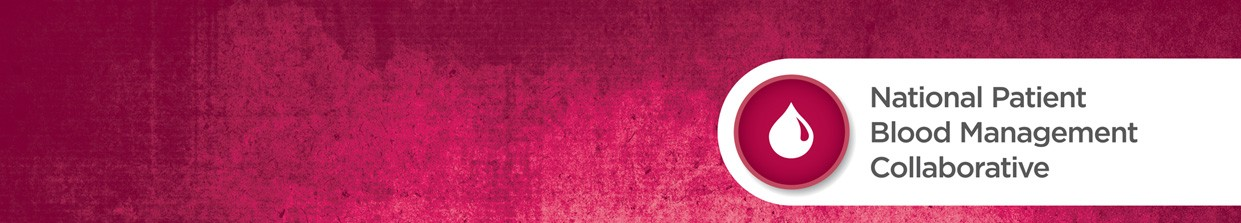 National Patient
Blood Management
Collaborative